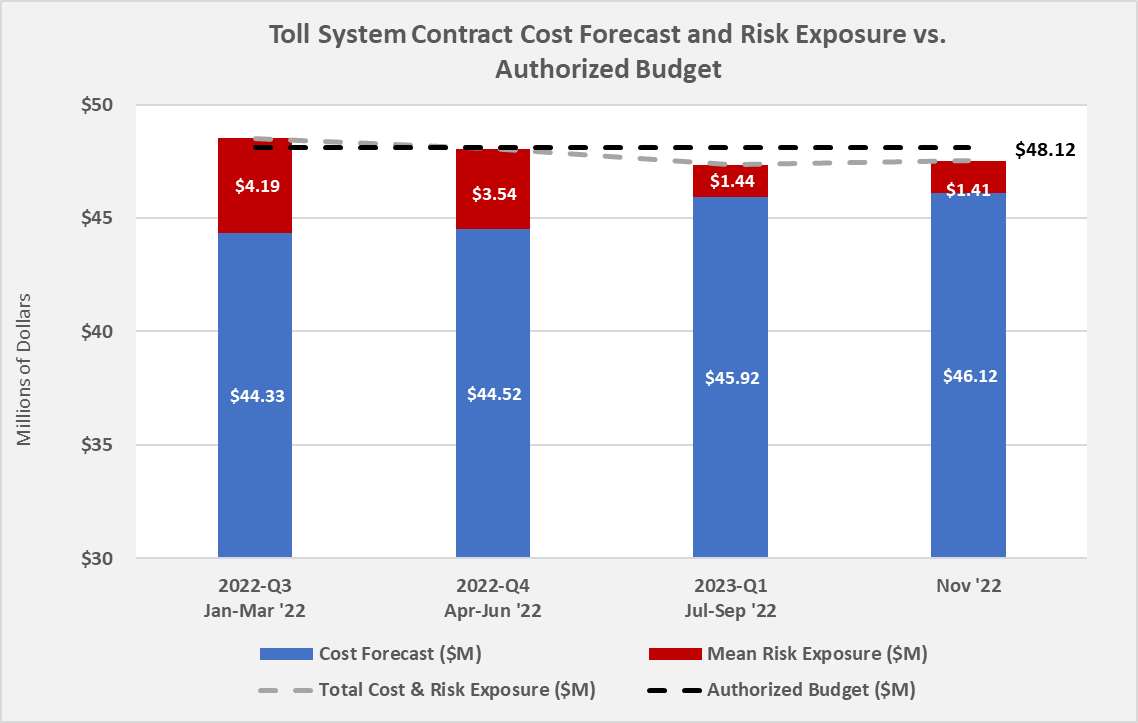 Toll System Contract Cost Forecast and Risk Exposure vs.
Authorized Budget
$50
$48.12
$4.19
$3.54
$1.44
$1.41
$45
Millions of Dollars
$40
$44.33
$44.52
$45.92
$46.12
$35
$30
2022-Q3
Jan-Mar '22
2022-Q4
Apr-Jun '22
2023-Q1
Jul-Sep '22
Nov '22
Cost Forecast ($M)
Mean Risk Exposure ($M)
Total Cost & Risk Exposure ($M)
Authorized Budget ($M)